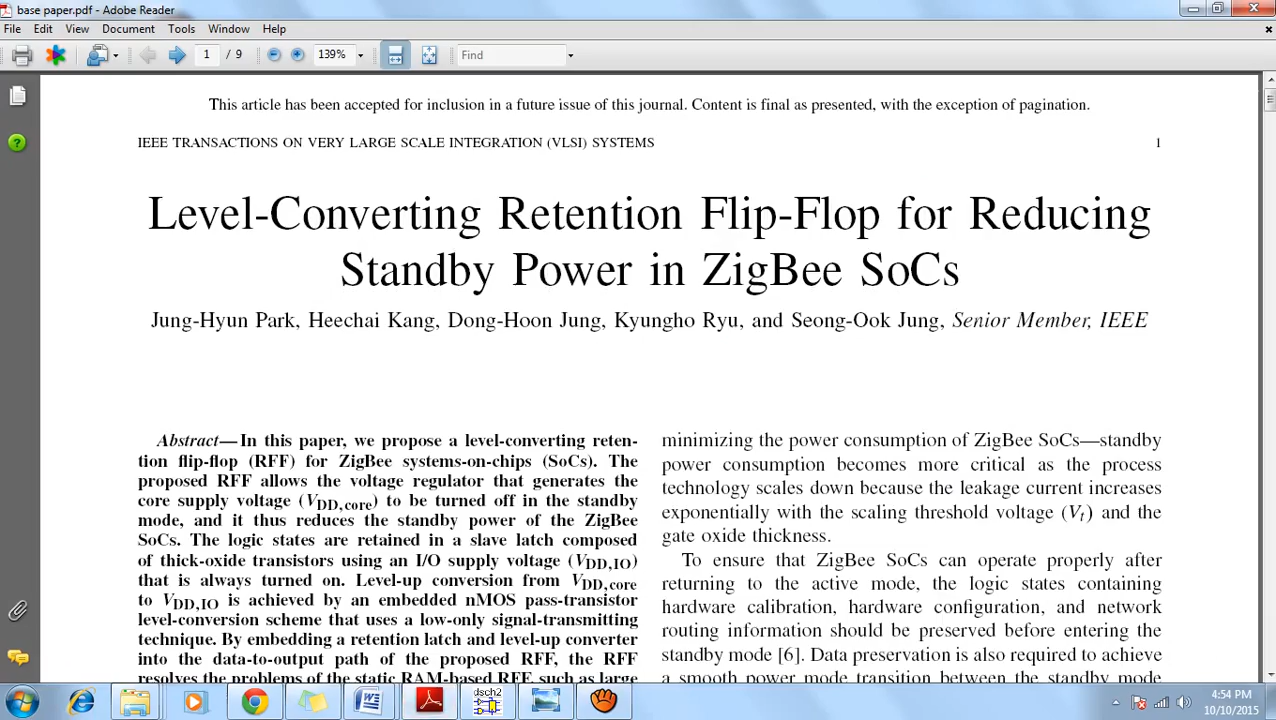 base paper.pdf - Adobe Reader
File Edit View Document Tools Window Help
1 / 9 139% Find
This article has been accepted for inclusion in a future issue of this journal. Content is final as presented, with the exception of pagination.
IEEE TRANSACTIONS ON VERY LARGE SCALE INTEGRATION (VLSI) SYSTEMS 1
Level-Converting Retention Flip-Flop for Reducing
Standby Power in ZigBee SoCs
Jung-Hyun Park, Heechai Kang, Dong-Hoon Jung, Kyungho Ryu, and Seong-Ook Jung, Senior Member, IEEE
Abstract—In this paper, we propose a level-converting reten-
tion flip-flop (RFF) for ZigBee systems-on-chips (SoCs). The
proposed RFF allows the voltage regulator that generates the
core supply voltage (VDD,core) to be turned off in the standby
mode, and it thus reduces the standby power of the ZigBee
SoCs. The logic states are retained in a slave latch composed
of thick-oxide transistors using an I/O supply voltage (VDD,IO)
that is always turned on. Level-up conversion from VDD,core
to VDD,IO is achieved by an embedded nMOS pass-transistor
level-conversion scheme that uses a low-only signal-transmitting
technique. By embedding a retention latch and level-up converter
into the data-to-output path of the proposed RFF, the RFF
resolves the problems of the static RAM-based RFF, such as large
minimizing the power consumption of ZigBee SoCs—standby
power consumption becomes more critical as the process
technology scales down because the leakage current increases
exponentially with the scaling threshold voltage (Vt) and the
gate oxide thickness.
To ensure that ZigBee SoCs can operate properly after
returning to the active mode, the logic states containing
hardware calibration, hardware configuration, and network
routing information should be preserved before entering the
standby mode [6]. Data preservation is also required to achieve
a smooth power mode transition between the standby mode
dsch2
4:54 PM
10/10/2015